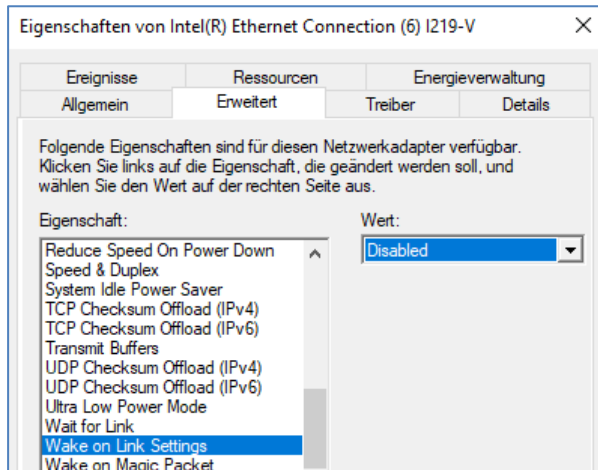 Eigenschaften von Intel(R) Ethernet Connection (6) I219-V
Ereignisse Ressourcen Energieverwaltung
Allgemein Erweitert Treiber Details
Folgende Eigenschaften sind für diesen Netzwerkadapter verfügbar.
Klicken Sie links auf die Eigenschaft, die geändert werden soll, und
wählen Sie den Wert auf der rechten Seite aus.
Eigenschaft: Wert:
Disabled
Reduce Speed On Power Down
Speed & Duplex
System Idle Power Saver
TCP Checksum Offload (IPv4)
TCP Checksum Offload (IPv6)
Transmit Buffers
UDP Checksum Offload (IPv4)
UDP Checksum Offload (IPv6)
Ultra Low Power Mode
Wait for Link
Wake on Link Settings
Wake on Magic Packet